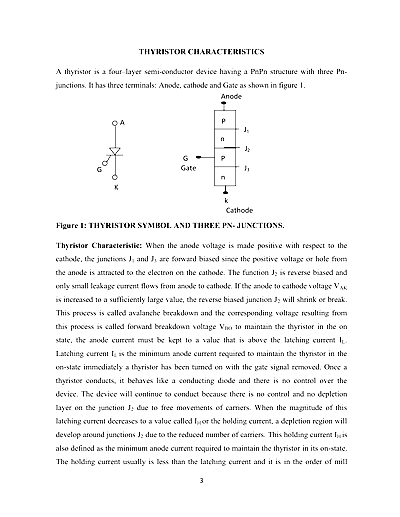 THYRISTOR CHARACTERISTICS
A thyristor is a four–layer semi-conductor device having a PnPn structure with three Pn-
junctions. It has three terminals: Anode, cathode and Gate as shown in figure 1.
Anode
A
P
J1
n
J2
G
P
Gate
J3
G
n
K
k
Cathode
Figure 1: THYRISTOR SYMBOL AND THREE PN- JUNCTIONS.
Thyristor Characteristic: When the anode voltage is made positive with respect to the
cathode, the junctions J1 and J3 are forward biased since the positive voltage or hole from
the anode is attracted to the electron on the cathode. The function J2 is reverse biased and
only small leakage current flows from anode to cathode. If the anode to cathode voltage VAK
is increased to a sufficiently large value, the reverse biased junction J2 will shrink or break.
This process is called avalanche breakdown and the corresponding voltage resulting from
this process is called forward breakdown voltage VBO to maintain the thyristor in the on
state, the anode current must be kept to a value that is above the latching current IL.
Latching current IL is the minimum anode current required to maintain the thyristor in the
on-state immediately a thyristor has been turned on with the gate signal removed. Once a
thyristor conducts, it behaves like a conducting diode and there is no control over the
device. The device will continue to conduct because there is no control and no depletion
layer on the junction J2 due to free movements of carriers. When the magnitude of this
latching current decreases to a value called IH or the holding current, a depletion region will
develop around junctions J2 due to the reduced number of carriers. This holding current IH is
also defined as the minimum anode current required to maintain the thyristor in its on-state.
The holding current usually is less than the latching current and it is in the order of mill
3